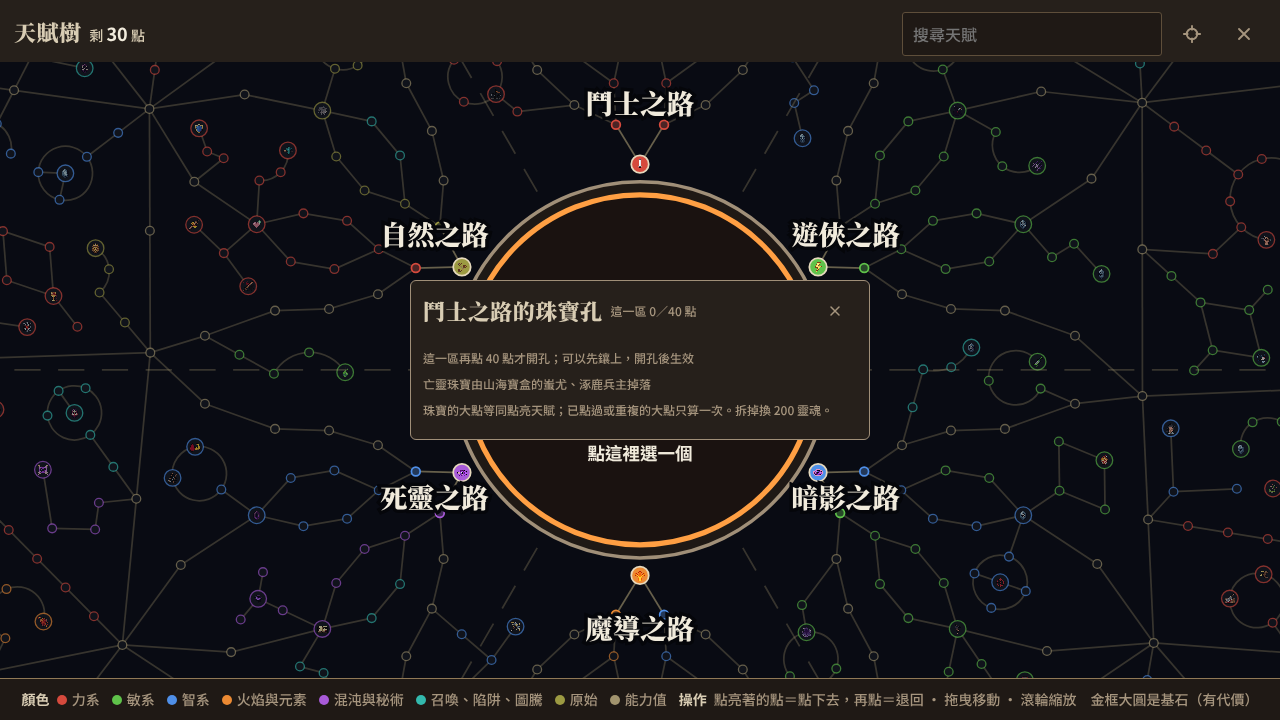 天賦樹 剩 30 點
搜尋天賦
鬥士之路
自然之路
遊俠之路
鬥士之路的珠寶孔 這一區 0／40 點
這一區再點 40 點才開孔；可以先鑲上，開孔後生效
亡靈珠寶由山海寶盒的蚩尤、涿鹿兵主掉落
珠寶的大點等同點亮天賦；已點過或重複的大點只算一次。拆掉換 200 靈魂。
點這裡選一個
死靈之路
暗影之路
魔導之路
顏色 力系 敏系 智系 火焰與元素 混沌與秘術 召喚、陷阱、圖騰 原始 能力值 操作 點亮著的點＝點下去，再點＝退回 · 拖曳移動 · 滾輪縮放 金框大圓是基石（有代價）